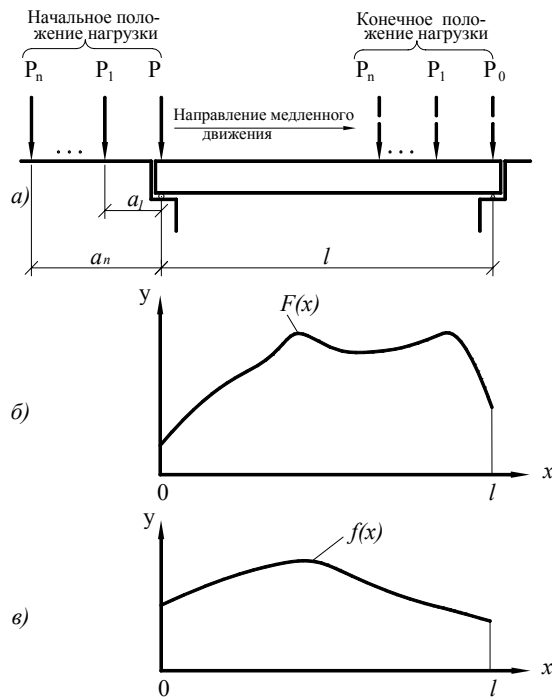 Начальное поло-
жение нагрузки
Конечное поло-
жение нагрузки
Pn P1 P
Pn P1 P0
Направление медленного
движения
... ...
а)
al
an l
y
F(x)
б)
0 l x
y
f(x)
в)
0 l x